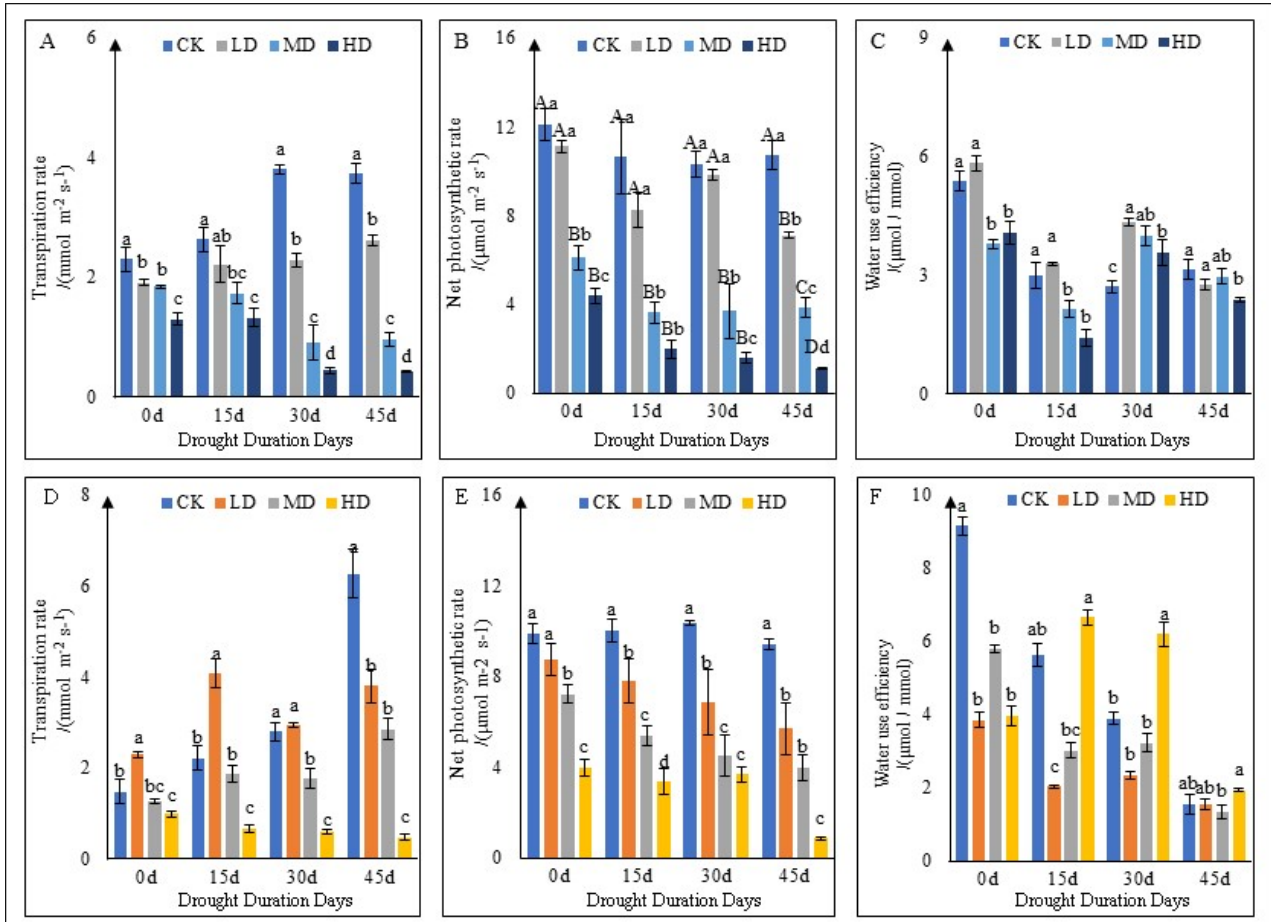 A
6
CK LD MD HD
Transpiration rate
/(mmol m-2 s-1)
4
2
0
a
b
b
c
a
ab
bc
c
a
b
c
d
a
b
c
d
0d 15d 30d 45d
Drought Duration Days
B
16
CK LD MD HD
Net photosynthetic rate
/(μmol m-2 s-1)
12
8
4
0
Aa
Aa
Bb
Bc
Aa
Aa
Bb
Bb
Aa
Aa
Bb
Bc
Aa
Bb
Cc
Dd
0d 15d 30d 45d
Drought Duration Days
C
9
CK LD MD HD
Water use efficiency
/(μmol / mmol)
6
3
0
a
a
b
b
a
a
b
c
c
a
ab
b
a
a
a
b
0d 15d 30d 45d
Drought Duration Days
D
8
CK LD MD HD
Transpiration rate
/(mmol m-2 s-1)
6
4
2
0
b
a
bc
c
b
a
b
c
a
a
b
c
a
b
b
c
0d 15d 30d 45d
Drought Duration Days
E
16
CK LD MD HD
Net photosynthetic rate
/(μmol m-2 s-1)
12
8
4
0
a
a
b
c
a
b
c
d
a
b
c
c
a
b
b
c
0d 15d 30d 45d
Drought Duration Days
F
10
CK LD MD HD
Water use efficiency
/(μmol / mmol)
8
6
4
2
0
a
b
b
b
ab
c
bc
a
b
b
b
a
ab
ab
b
a
0d 15d 30d 45d
Drought Duration Days